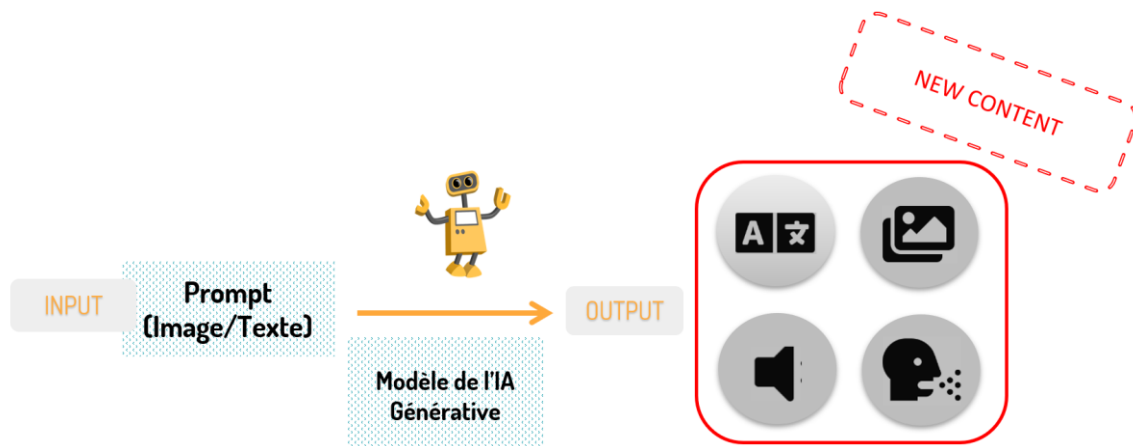 NEW CONTENT
A 文
INPUT
Prompt
(Image/Texte)
OUTPUT
Modèle de l'IA
Générative